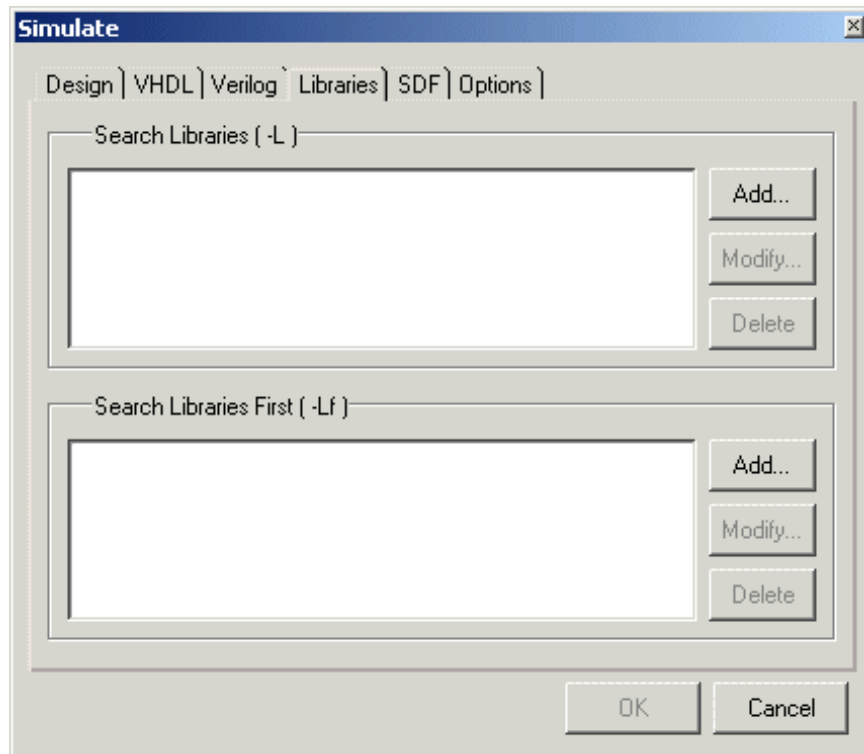 Simulate
Design VHDL Verilog Libraries SDF Options
Search Libraries ( -L )
Add...
Modify...
Delete
Search Libraries First ( -Lf )
Add...
Modify...
Delete
OK Cancel